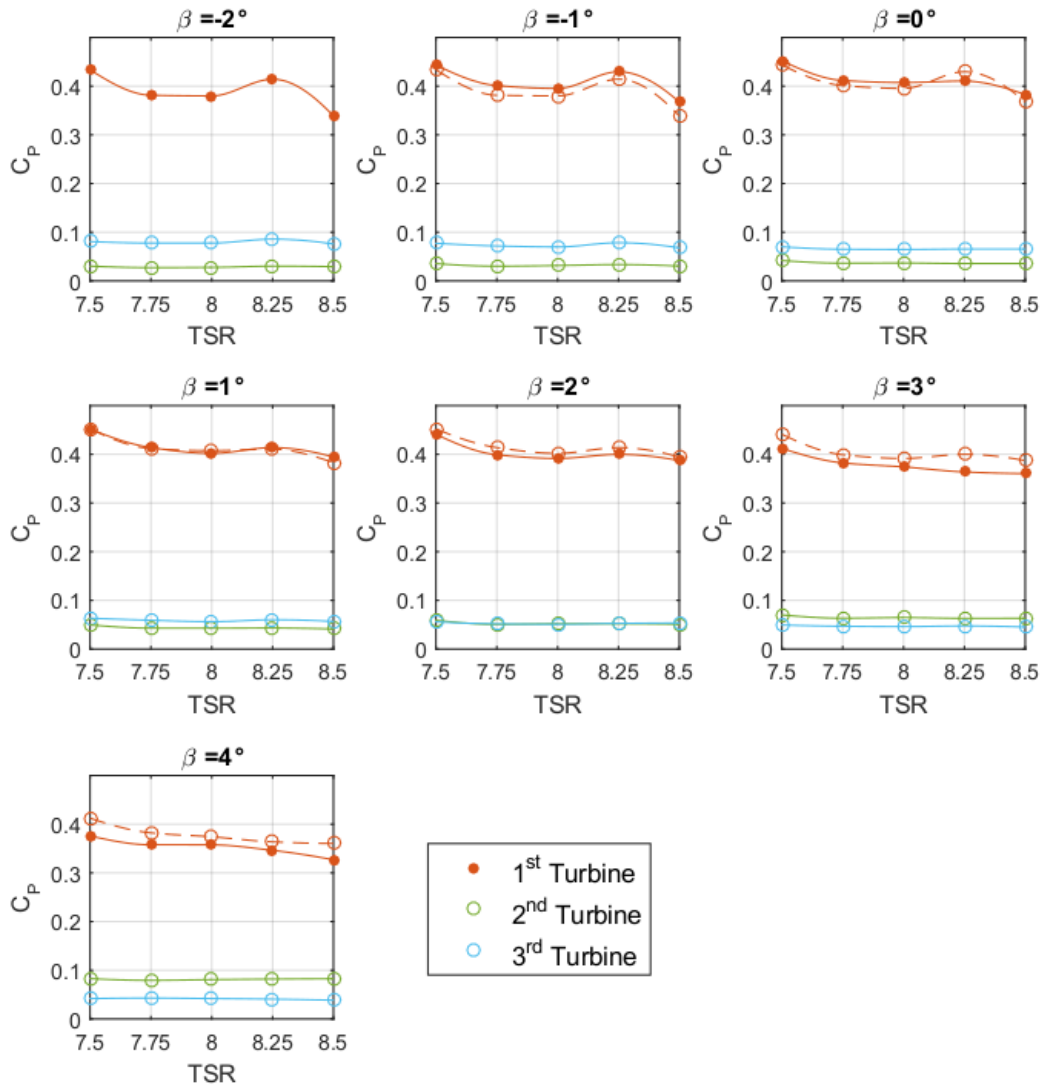 β =-2°
β =-1°
β =0°
0.4
0.3
0.2
0.1
0
C_P
7.5 7.75 8 8.25 8.5
TSR
0.4
0.3
0.2
0.1
0
C_P
7.5 7.75 8 8.25 8.5
TSR
0.4
0.3
0.2
0.1
0
C_P
7.5 7.75 8 8.25 8.5
TSR
β =1°
β =2°
β =3°
0.4
0.3
0.2
0.1
0
C_P
7.5 7.75 8 8.25 8.5
TSR
0.4
0.3
0.2
0.1
0
C_P
7.5 7.75 8 8.25 8.5
TSR
0.4
0.3
0.2
0.1
0
C_P
7.5 7.75 8 8.25 8.5
TSR
β =4°
0.4
0.3
0.2
0.1
0
C_P
7.5 7.75 8 8.25 8.5
TSR
1st Turbine
2nd Turbine
3rd Turbine